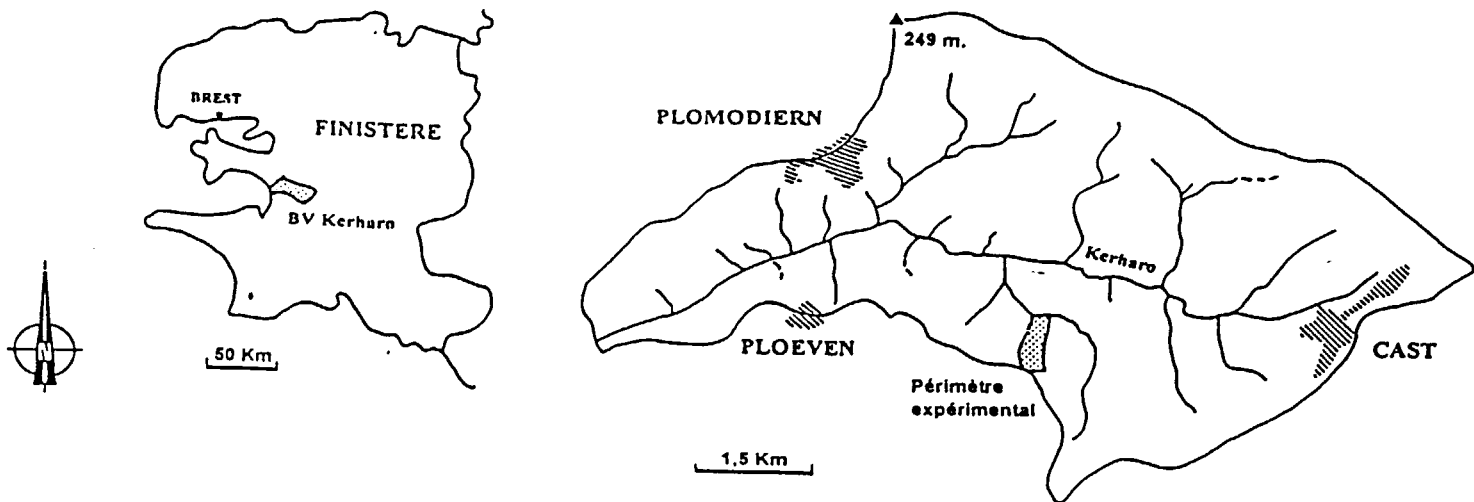 BREST
FINISTERE
BV Kerharo
50 Km
249 m.
PLOMODIERN
Kerharo
PLOEVEN
CAST
Périmètre
expérimental
1,5 Km